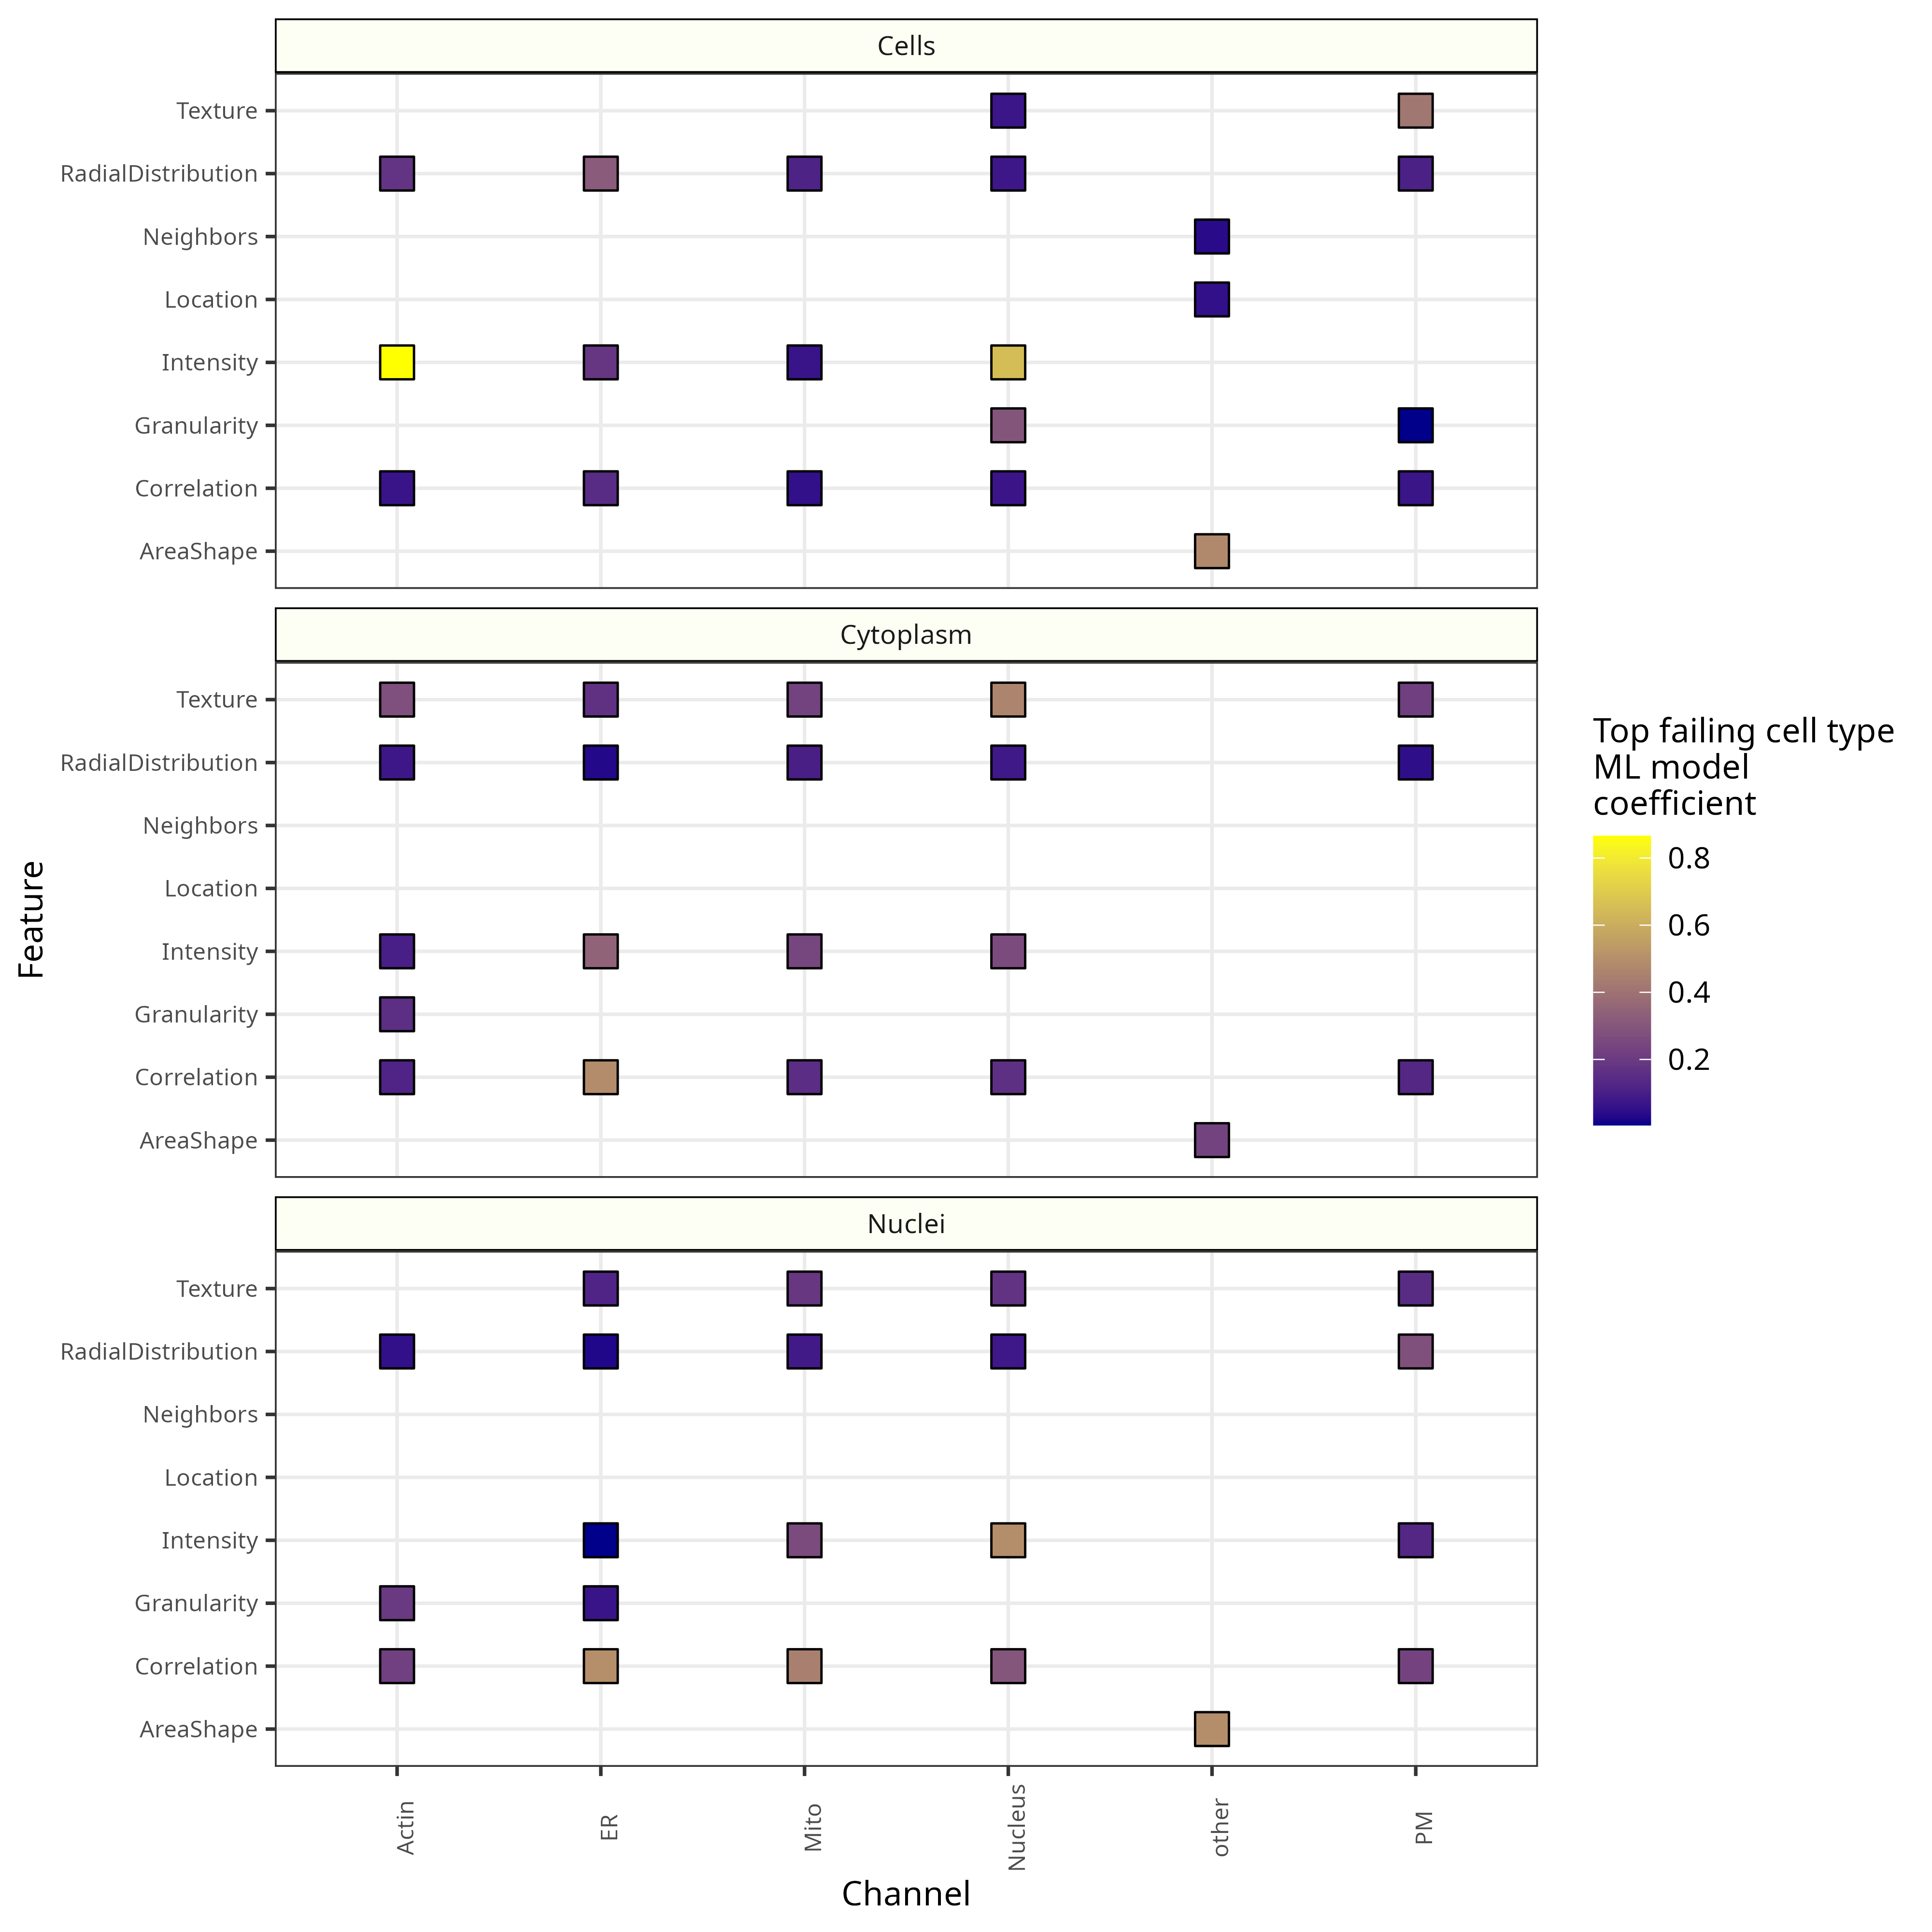 Cells
Texture
RadialDistribution
Neighbors
Location
Intensity
Granularity
Correlation
AreaShape
Cytoplasm
Texture
RadialDistribution
Neighbors
Location
Intensity
Granularity
Correlation
AreaShape
Nuclei
Texture
RadialDistribution
Neighbors
Location
Intensity
Granularity
Correlation
AreaShape
Feature
Actin
ER
Mito
Nucleus
other
PM
Channel
Top failing cell type
ML model
coefficient
0.8
0.6
0.4
0.2